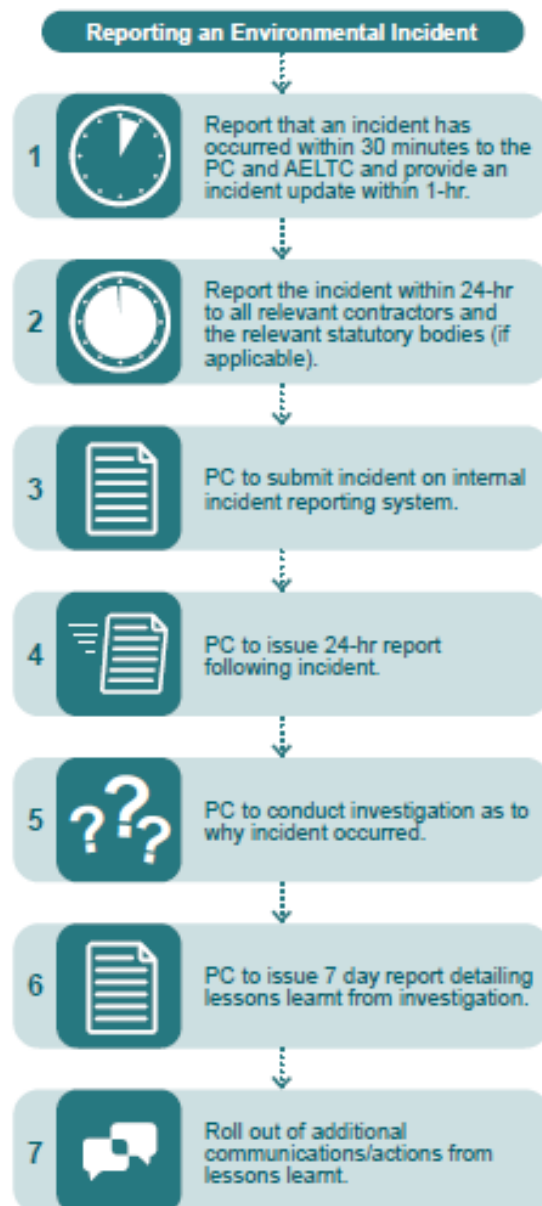 Reporting an Environmental Incident
1
Report that an incident has
occurred within 30 minutes to the
PC and AELTC and provide an
incident update within 1-hr.
2
Report the incident within 24-hr
to all relevant contractors and
the relevant statutory bodies (if
applicable).
3
PC to submit incident on internal
incident reporting system.
4
PC to issue 24-hr report
following incident.
5
? ? ?
PC to conduct investigation as to
why incident occurred.
6
PC to issue 7 day report detailing
lessons learnt from investigation.
7
Roll out of additional
communications/actions from
lessons learnt.